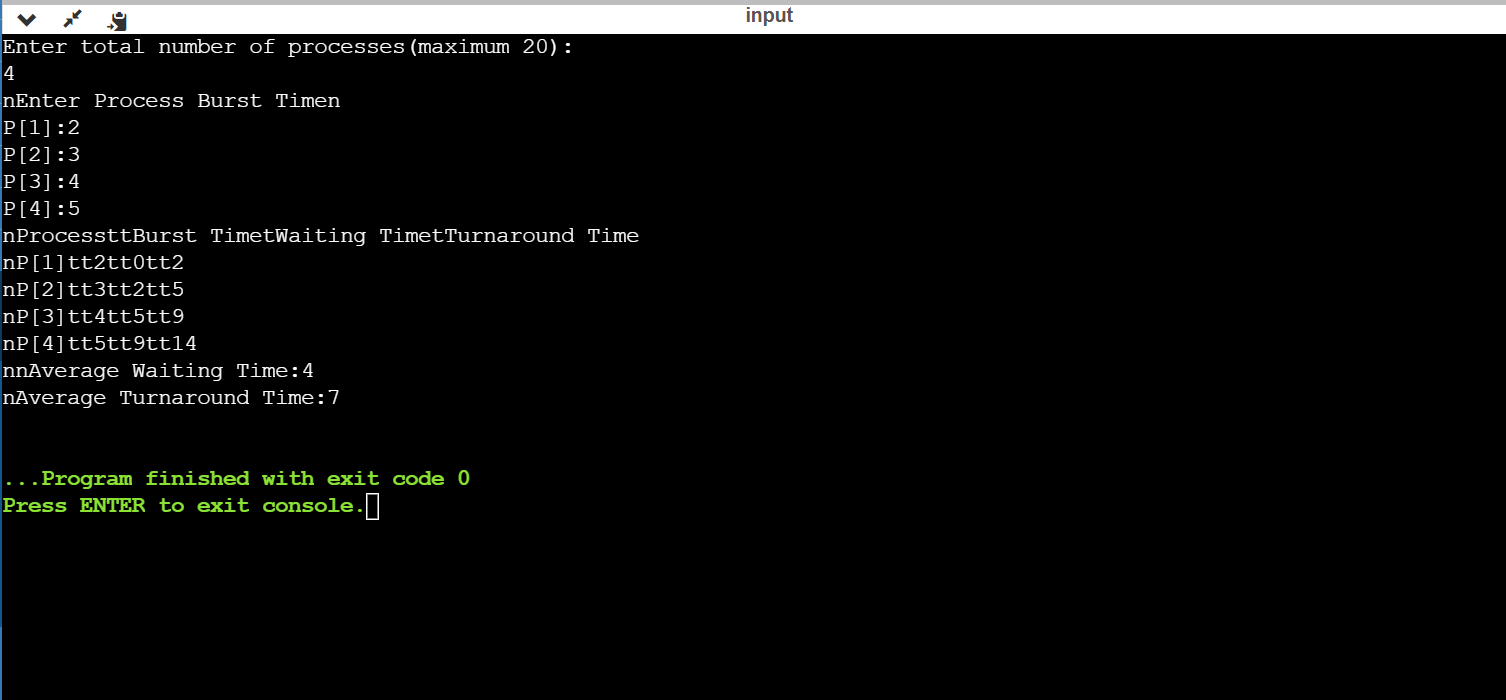 input
Enter total number of processes(maximum 20):
4
nEnter Process Burst Timen
P[1]:2
P[2]:3
P[3]:4
P[4]:5
nProcessttBurst TimetWaiting TimetTurnaround Time
nP[1]tt2tt0tt2
nP[2]tt3tt2tt5
nP[3]tt4tt5tt9
nP[4]tt5tt9tt14
nnAverage Waiting Time:4
nAverage Turnaround Time:7
...Program finished with exit code 0
Press ENTER to exit console.